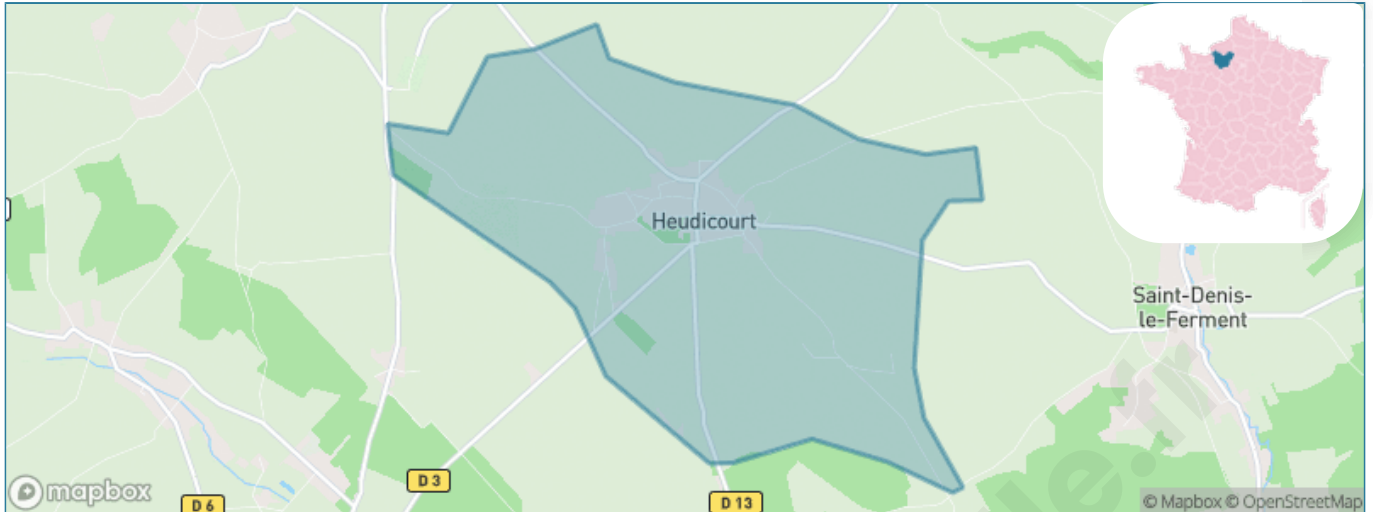 Heudicourt
Saint-Denis-
le-Ferment
D 3
mapbox
D 6
D 13
© Mapbox © OpenStreetMap